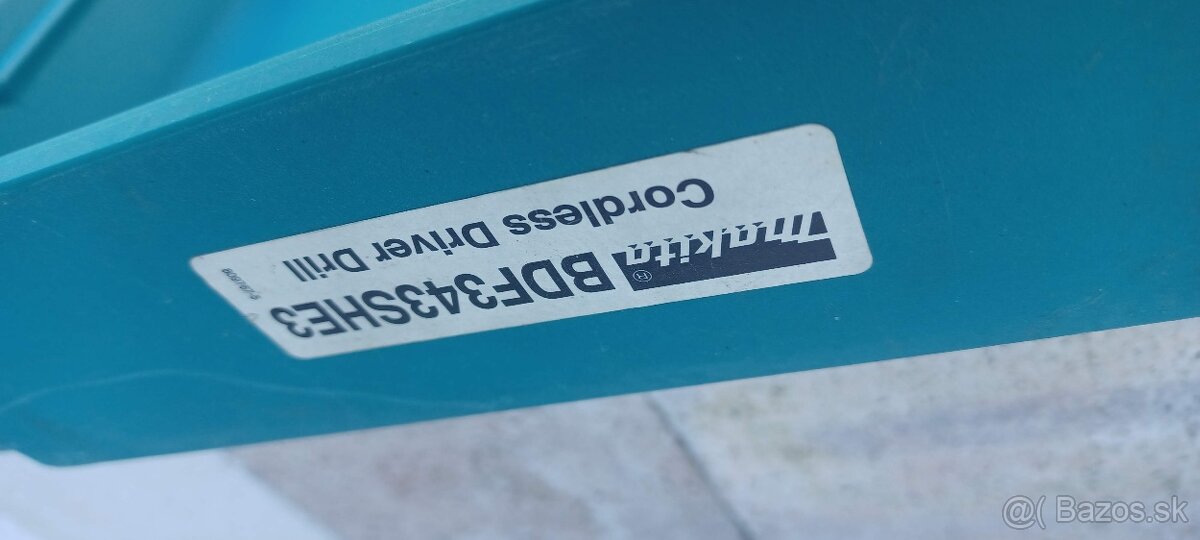 makita BDF343SHE3
Cordless Driver Drill
@( Bazos.sk